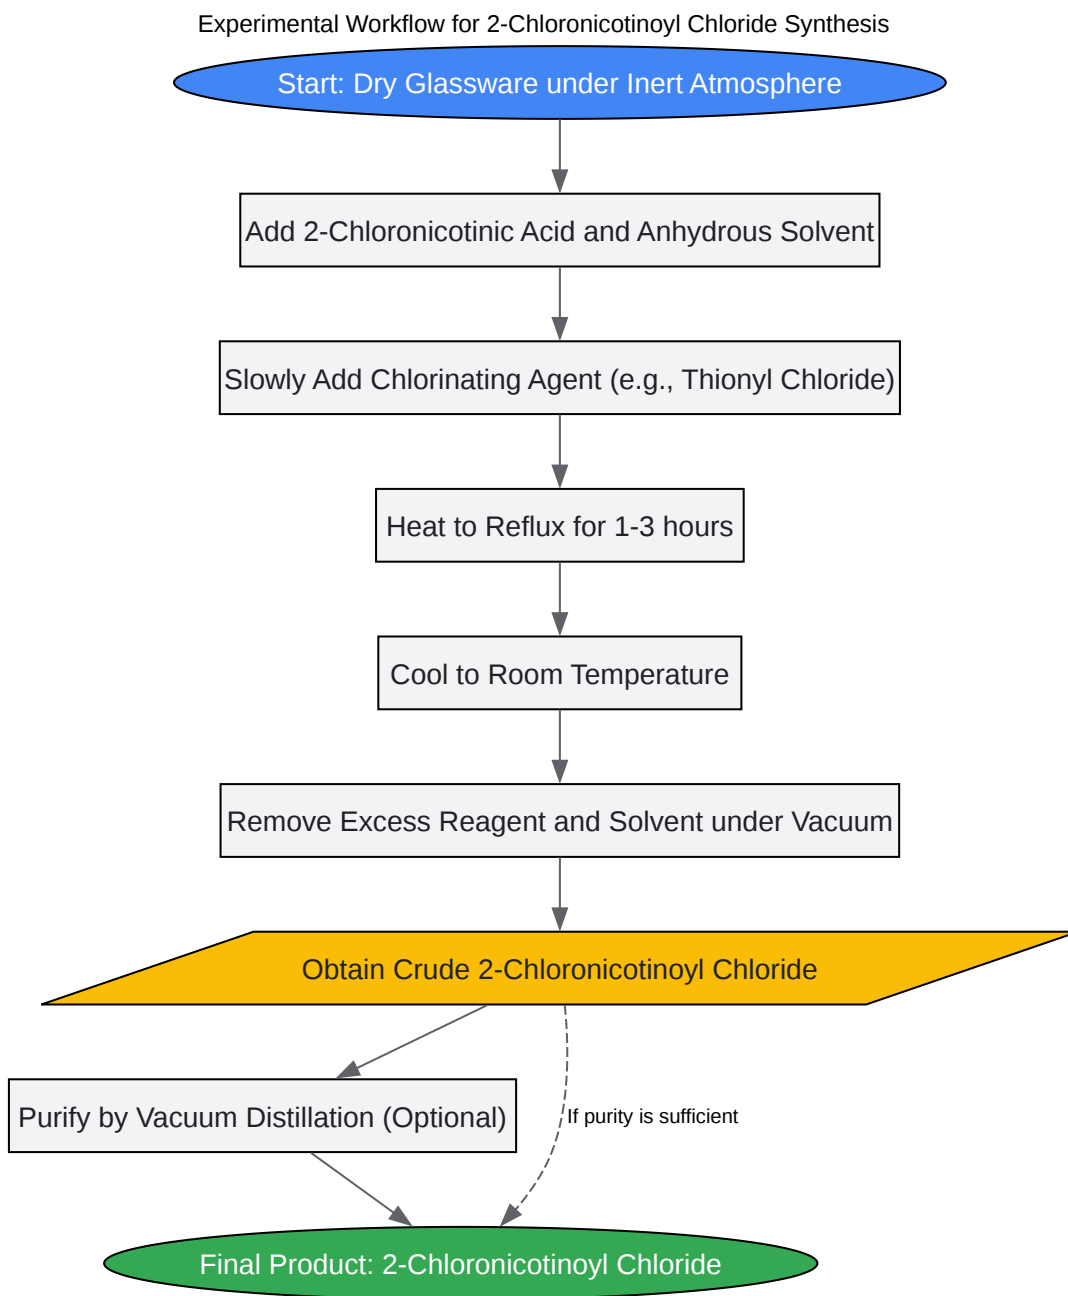 Experimental Workflow for 2-Chloronicotinoyl Chloride Synthesis
Start: Dry Glassware under Inert Atmosphere
Add 2-Chloronicotinic Acid and Anhydrous Solvent
Slowly Add Chlorinating Agent (e.g., Thionyl Chloride)
Heat to Reflux for 1-3 hours
Cool to Room Temperature
Remove Excess Reagent and Solvent under Vacuum
Obtain Crude 2-Chloronicotinoyl Chloride
Purify by Vacuum Distillation (Optional)
If purity is sufficient
Final Product: 2-Chloronicotinoyl Chloride